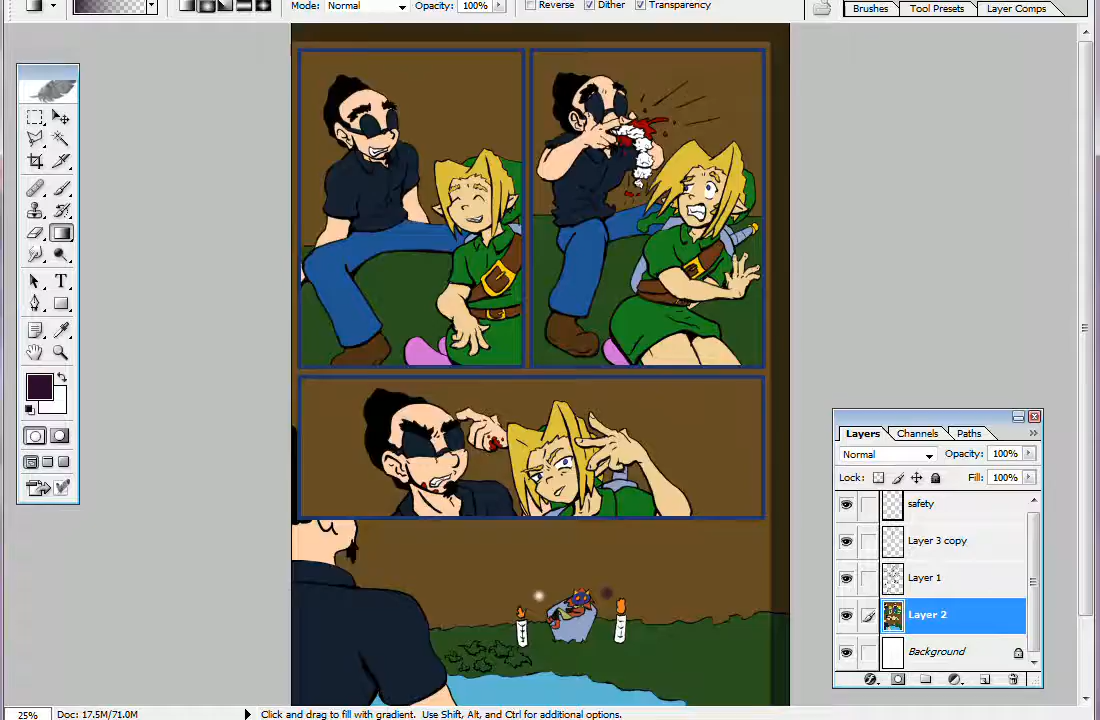 Mode: Normal Opacity: 100% Reverse Dither Transparency Brushes Tool Presets Layer Comps
T
Layers Channels Paths
Normal Opacity: 100%
Lock: Fill: 100%
safety
Layer 3 copy
Layer 1
Layer 2
Background
25% Doc: 17.5M/71.0M Click and drag to fill with gradient. Use Shift, Alt, and Ctrl for additional options.